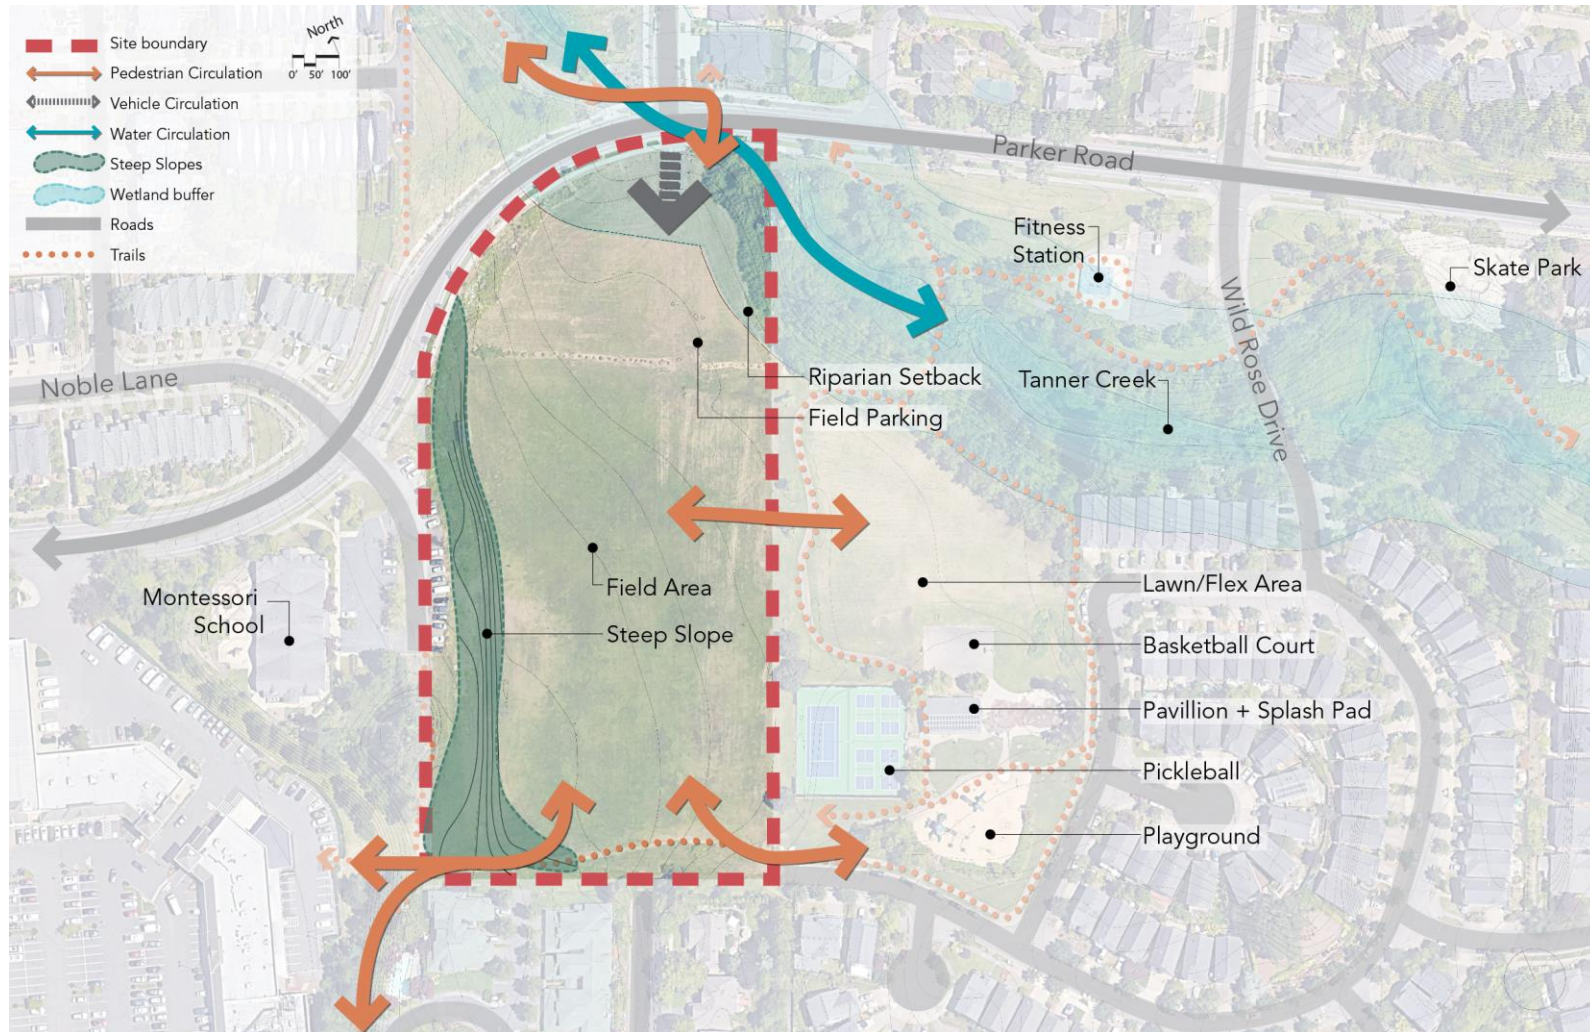 Site boundary
Pedestrian Circulation
Vehicle Circulation
Water Circulation
Steep Slopes
Wetland buffer
Roads
Trails
North
0' 50' 100'
Parker Road
Fitness
Station
Skate Park
Wild Rose Drive
Noble Lane
Riparian Setback
Tanner Creek
Field Parking
Field Area
Lawn/Flex Area
Montessori
School
Steep Slope
Basketball Court
Pavillion + Splash Pad
Pickleball
Playground